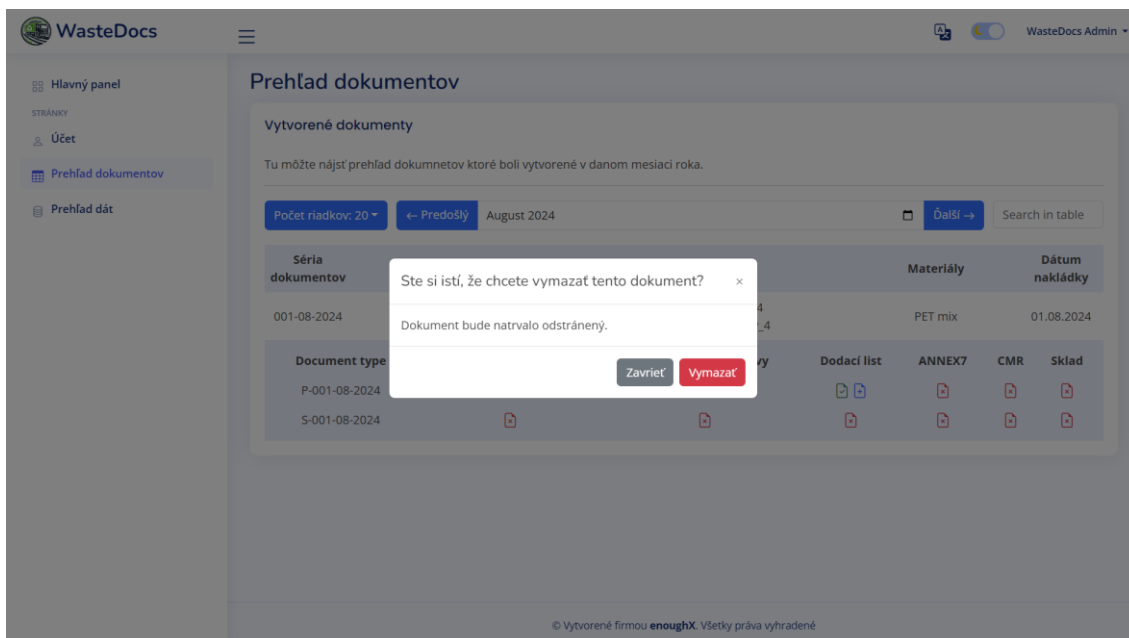 WasteDocs
WasteDocs Admin
Hlavný panel
STRÁNKY
Účet
Prehľad dokumentov
Prehľad dát
Prehľad dokumentov
Vytvorené dokumenty
Tu môžte nájsť prehľad dokumnetov ktoré boli vytvorené v danom mesiaci roka.
Počet riadkov: 20
← Predošlý
August 2024
Ďalší →
Search in table
Séria
dokumentov
Materiály
Dátum
nakládky
Ste si istí, že chcete vymazať tento dokument?
×
Dokument bude natrvalo odstránený.
Zavrieť
Vymazať
001-08-2024
4
_4
PET mix
01.08.2024
Document type
vy
Dodací list
ANNEX7
CMR
Sklad
P-001-08-2024
S-001-08-2024
© Vytvorené firmou enoughX. Všetky práva vyhradené